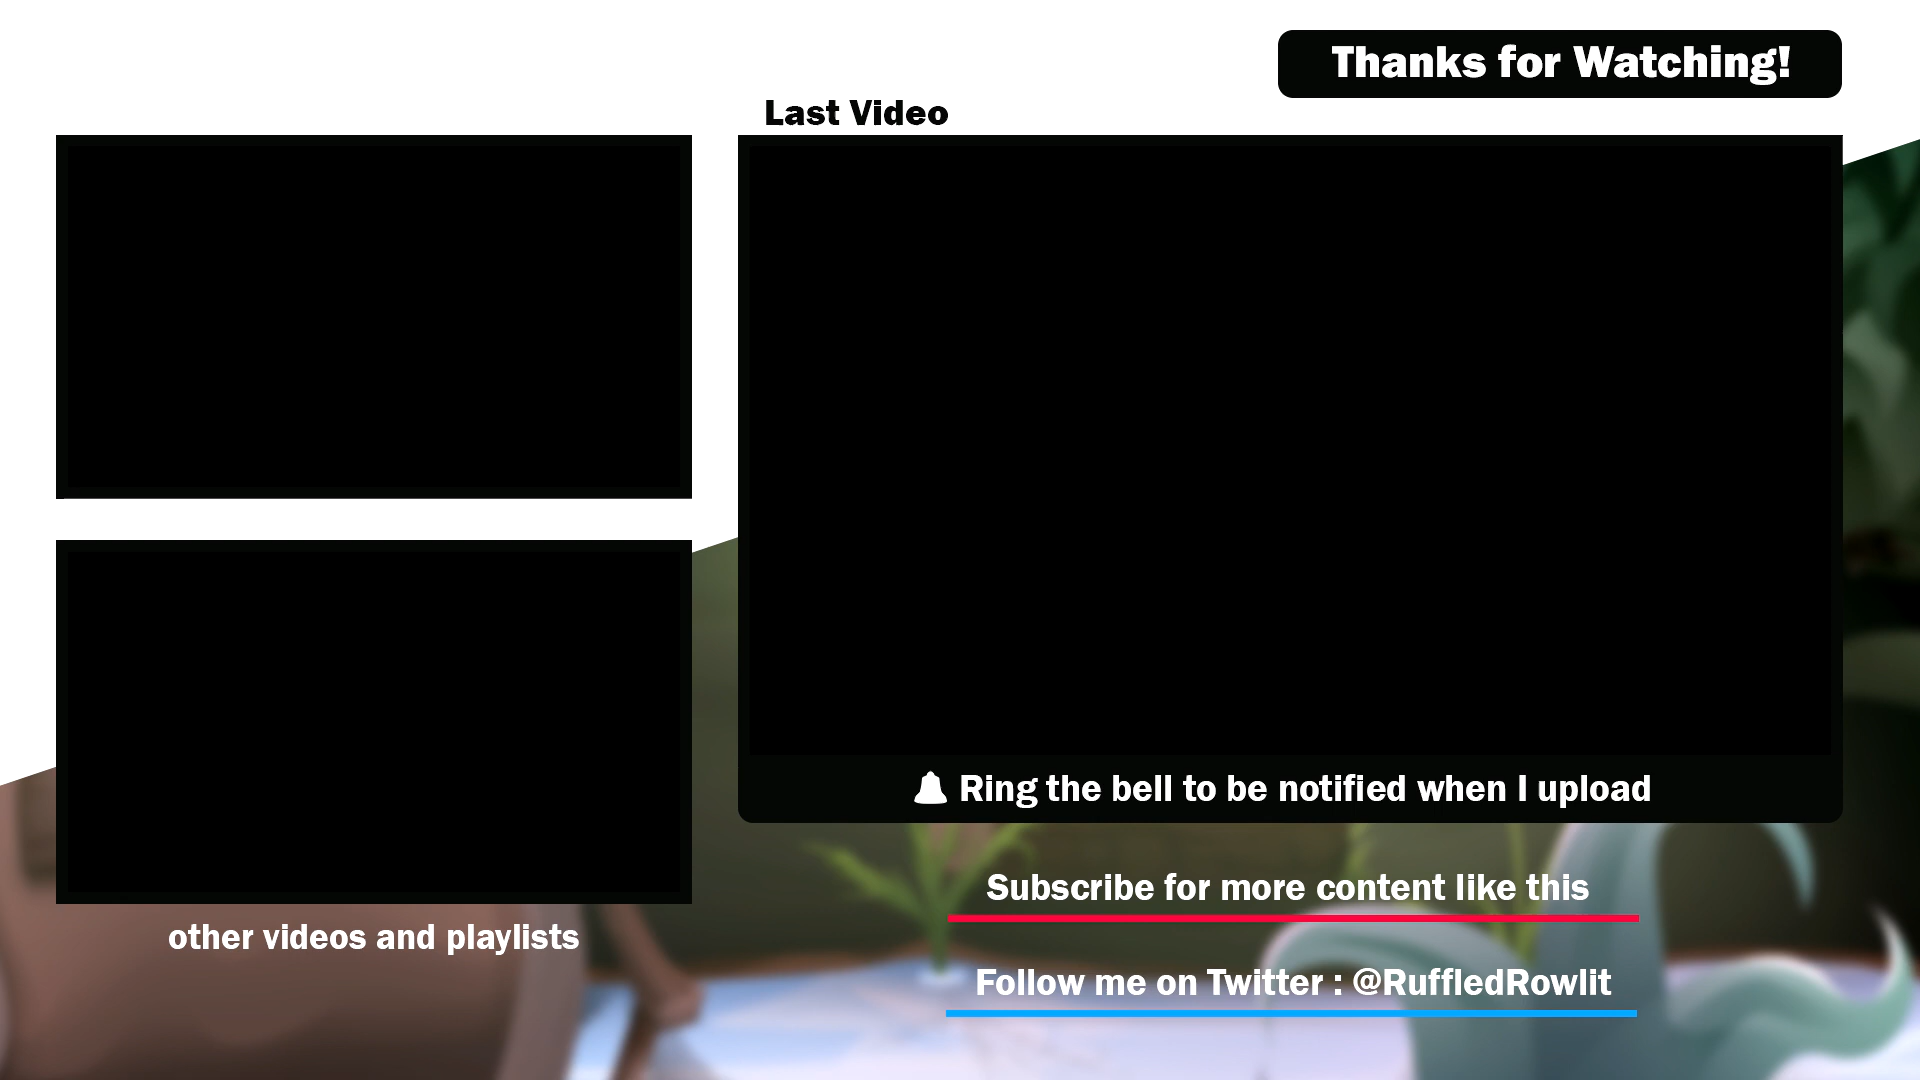 Thanks for Watching!
Last Video
Ring the bell to be notified when I upload
Subscribe for more content like this
other videos and playlists
Follow me on Twitter : @RuffledRowlit